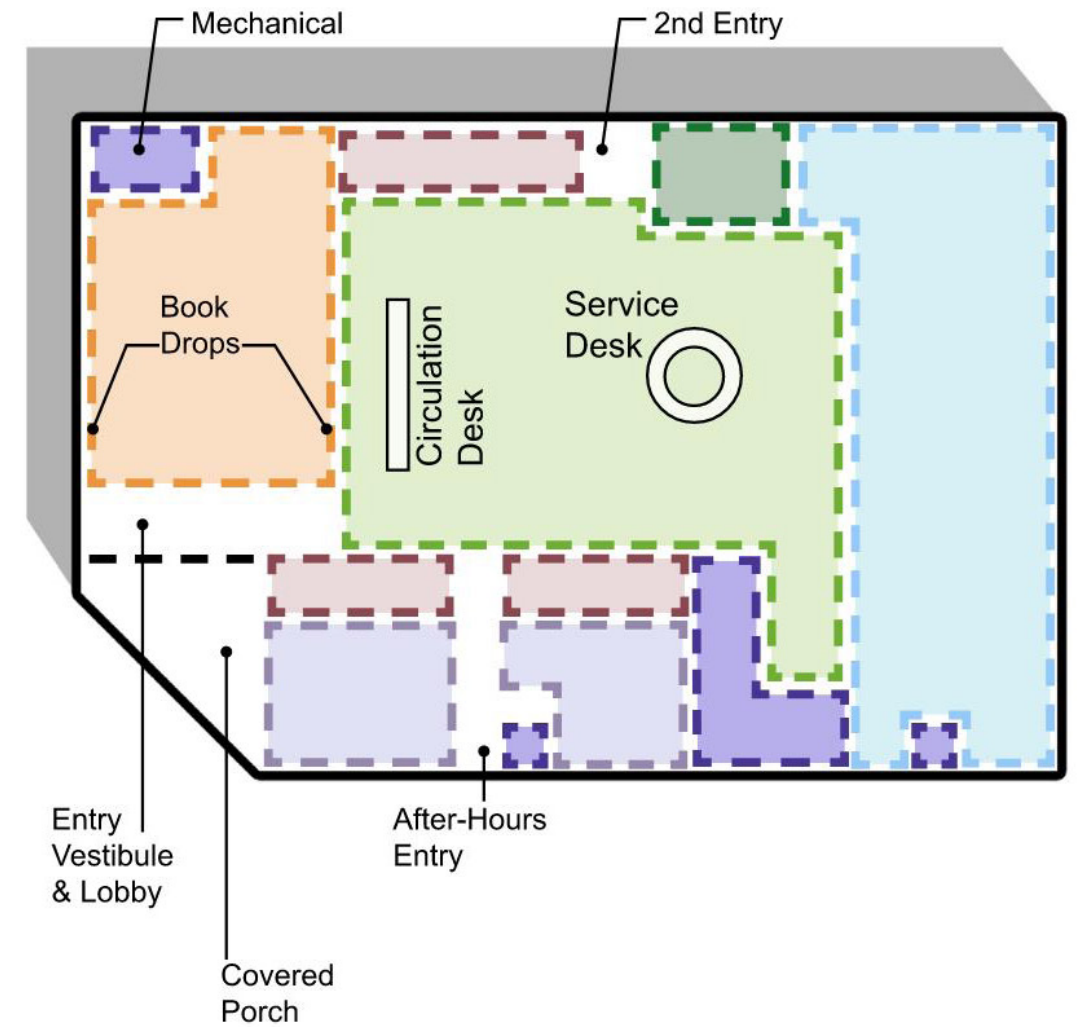 Mechanical
2nd Entry
Book
Drops
Circulation
Desk
Service
Desk
Entry
Vestibule
& Lobby
After-Hours
Entry
Covered
Porch